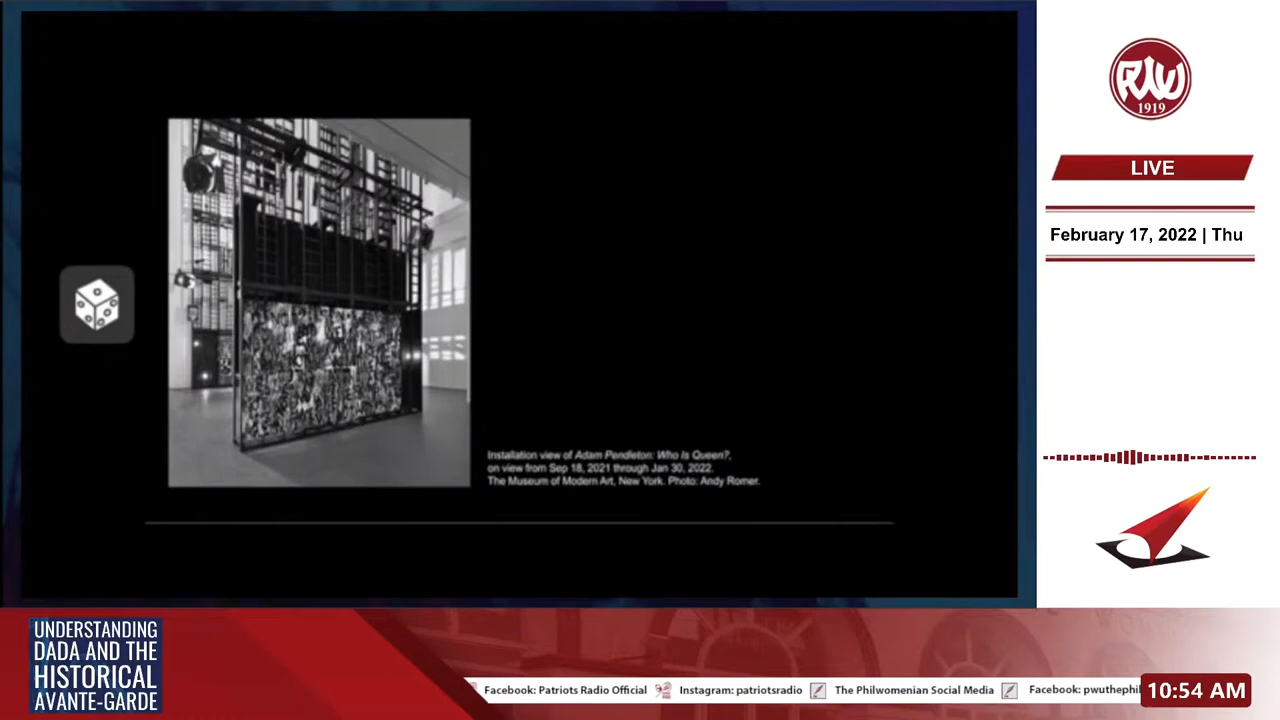 Installation view of Adam Pendleton: Who Is Queen?,
on view from Sep 18, 2021 through Jan 30, 2022.
The Museum of Modern Art, New York. Photo: Andy Romer.
1919
LIVE
February 17, 2022 | Thu
UNDERSTANDING
DADA AND THE
HISTORICAL
AVANTE-GARDE
Facebook: Patriots Radio Official Instagram: patriotsradio The Philwomenian Social Media Facebook: pwuthephil
10:54 AM